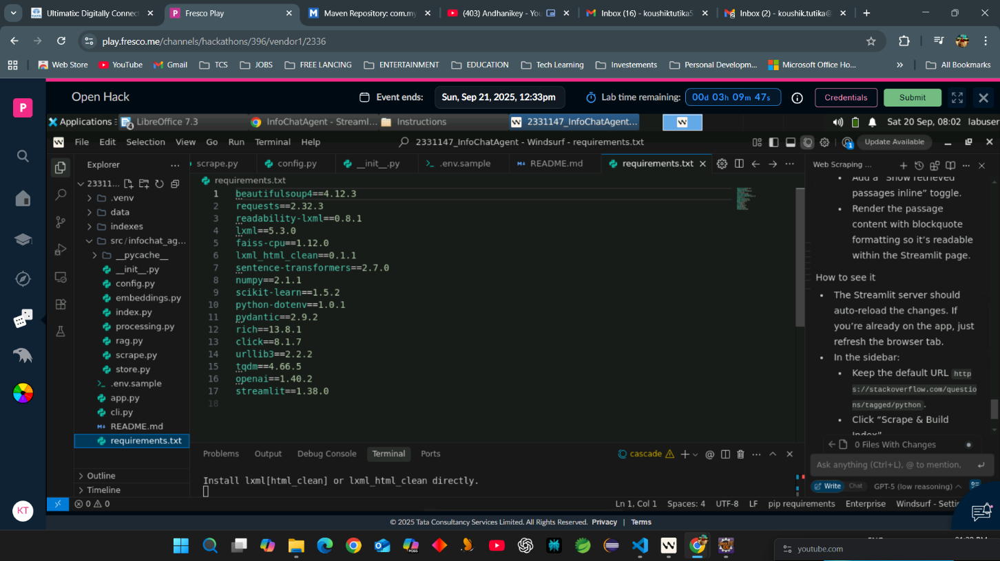 Ultimatix: Digitally Connect
Fresco Play
Maven Repository: com.my
(403) Andhanikey - You
Inbox (16) - koushiktutika5
Inbox (2) - koushik.tutika@
play.fresco.me/channels/hackathons/396/vendor1/2336
Web Store
YouTube
Gmail
TCS
JOBS
FREE LANCING
ENTERTAINMENT
EDUCATION
Tech Learning
Investements
Personal Developm...
Microsoft Office Ho...
All Bookmarks
P
Open Hack
Event ends:
Sun, Sep 21, 2025, 12:33pm
Lab time remaining:
00d 03h 09m 47s
Credentials
Submit
Applications
LibreOffice 7.3
InfoChatAgent - Streaml...
Instructions
2331147_InfoChatAgent...
Sat 20 Sep, 08:02
labuser
File Edit Selection View Go Run Terminal Help
2331147_InfoChatAgent - Windsurf - requirements.txt
Update Available
Explorer
scrape.py
config.py
__init__.py
.env.sample
README.md
requirements.txt
Web Scraping ...
23311...
.venv
data
indexes
src/infochat_ag...
__pycache__
__init__.py
config.py
embeddings.py
index.py
processing.py
rag.py
scrape.py
store.py
.env.sample
app.py
cli.py
README.md
requirements.txt
Outline
Timeline
requirements.txt
1 beautifulsoup4==4.12.3
2 requests==2.32.3
3 readability-lxml==0.8.1
4 lxml==5.3.0
5 faiss-cpu==1.12.0
6 lxml_html_clean==0.1.1
7 sentence-transformers==2.7.0
8 numpy==2.1.1
9 scikit-learn==1.5.2
10 python-dotenv==1.0.1
11 pydantic==2.9.2
12 rich==13.8.1
13 click==8.1.7
14 urllib3==2.2.2
15 tqdm==4.66.5
16 openai==1.40.2
17 streamlit==1.38.0
18
Problems Output Debug Console Terminal Ports
cascade
Install lxml[html_clean] or lxml_html_clean directly.
Add a “Show retrieved
passages inline” toggle.
Render the passage
content with blockquote
formatting so it’s readable
within the Streamlit page.
How to see it
The Streamlit server should
auto-reload the changes. If
you’re already on the app, just
refresh the browser tab.
In the sidebar:
Keep the default URL http
s://stackoverflow.com/questio
ns/tagged/python.
Click “Scrape & Build
Index”
0 Files With Changes
Ask anything (Ctrl+L), @ to mention,
Write
Chat
GPT-5 (low reasoning)
0 0
Ln 1, Col 1 Spaces: 4 UTF-8 LF pip requirements Enterprise Windsurf - Setti
KT
© 2025 Tata Consultancy Services Limited. All Rights Reserved. Privacy | Terms
youtube.com